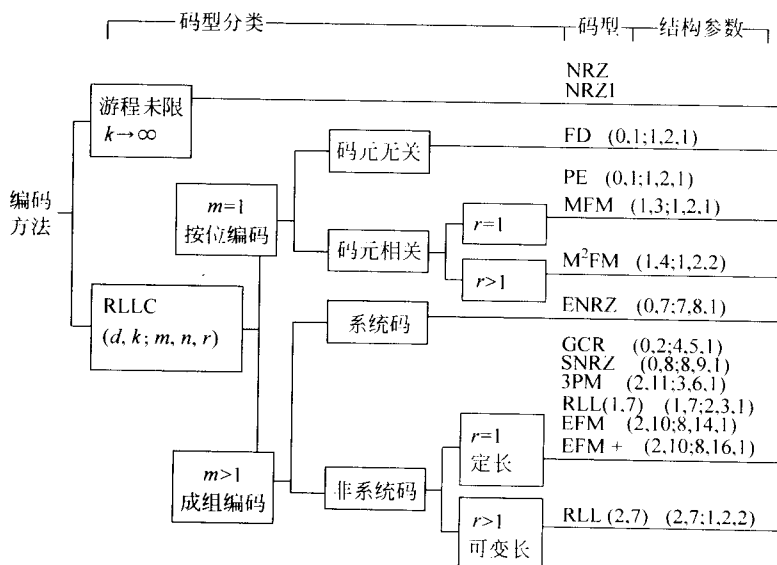 码型分类
码型
结构参数
NRZ
NRZI
游程未限
k→∞
码元无关
FD (0,1;1,2,1)
PE (0,1;1,2,1)
编码
方法
m=1
按位编码
r=1
MFM (1,3;1,2,1)
码元相关
r>1
M²FM (1,4;1,2,2)
RLLC
(d, k; m, n, r)
系统码
ENRZ (0,7;7,8,1)
GCR (0,2;4,5,1)
SNRZ (0,8;8,9,1)
3PM (2,11;3,6,1)
RLL(1,7) (1,7;2,3,1)
EFM (2,10;8,14,1)
r=1
定长
EFM + (2,10;8,16,1)
m>1
成组编码
非系统码
r>1
可变长
RLL (2,7) (2,7;1,2,2)